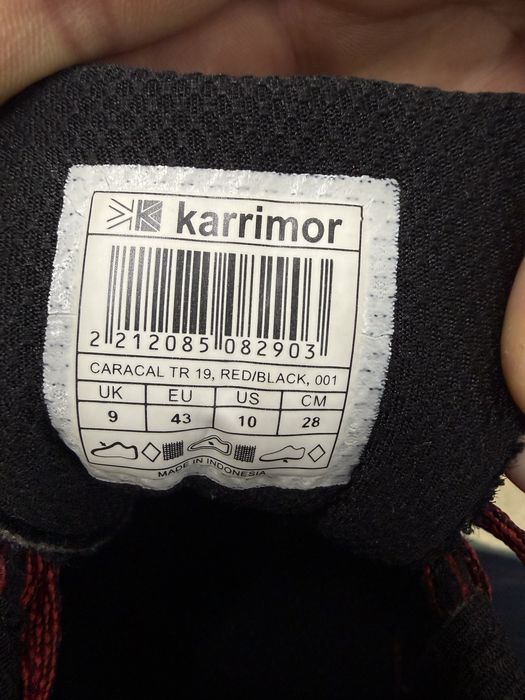 karrimor
2 212085 082903
CARACAL TR 19, RED/BLACK, 001
UK EU US CM
9 43 10 28
MADE IN INDONESIA